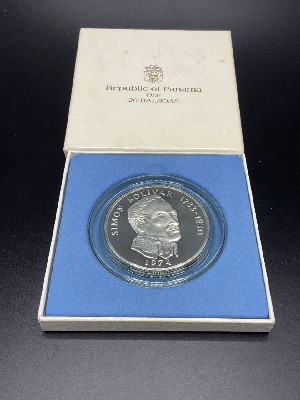 Republic of Panama
One
20 BALBOAS
SIMON BOLIVAR 1783-1830
1974